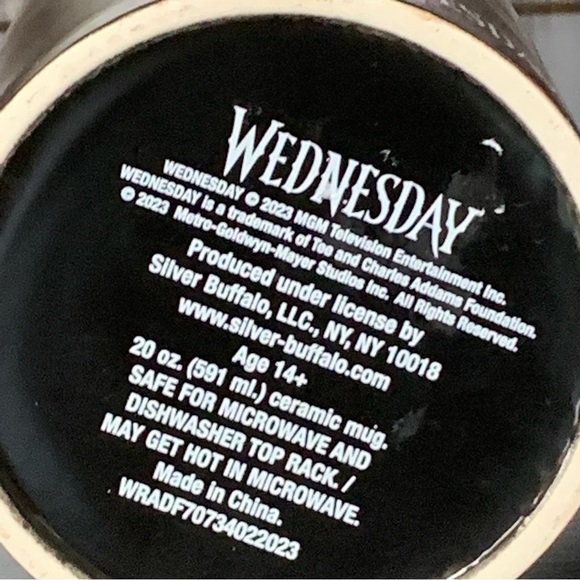 WEDNESDAY
WEDNESDAY © 2023 MGM Television Entertainment Inc.
WEDNESDAY is a trademark of Tee and Charles Addams Foundation.
© 2023 Metro-Goldwyn-Mayer Studios Inc. All Rights Reserved.
Produced under license by
Silver Buffalo, LLC., NY, NY 10018
www.silver-buffalo.com
Age 14+
20 oz. (591 ml.) ceramic mug.
SAFE FOR MICROWAVE AND
DISHWASHER TOP RACK. /
MAY GET HOT IN MICROWAVE.
Made in China.
WRADF70734022023